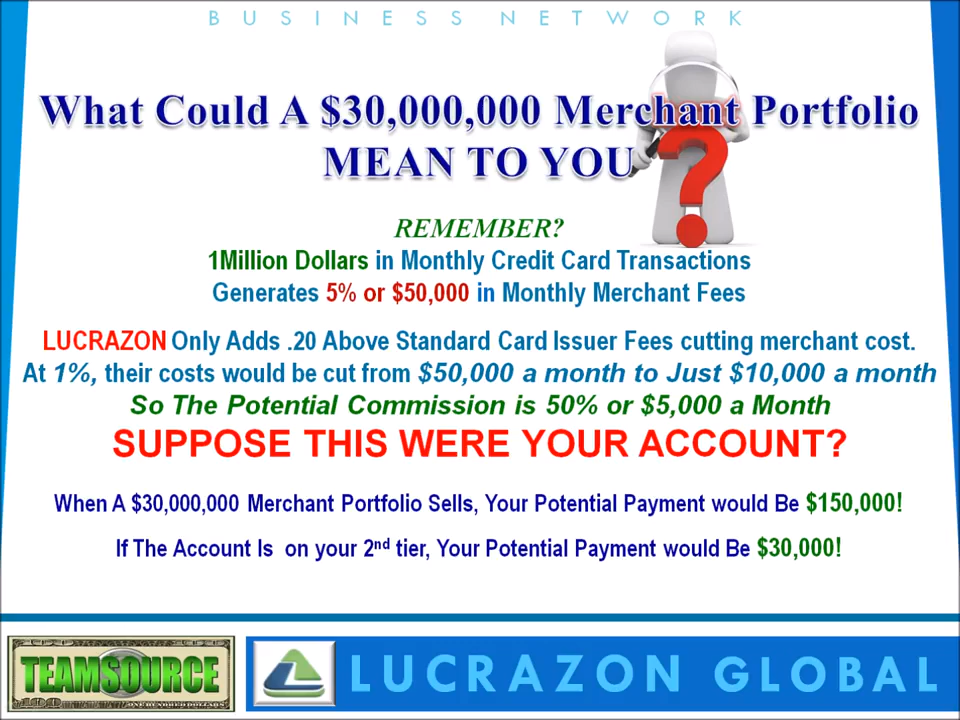 BUSINESS NETWORK
What Could A $30,000,000 Merchant Portfolio
MEAN TO YOU
REMEMBER?
1Million Dollars in Monthly Credit Card Transactions
Generates 5% or $50,000 in Monthly Merchant Fees
LUCRAZON Only Adds .20 Above Standard Card Issuer Fees cutting merchant cost.
At 1%, their costs would be cut from $50,000 a month to Just $10,000 a month
So The Potential Commission is 50% or $5,000 a Month
SUPPOSE THIS WERE YOUR ACCOUNT?
When A $30,000,000 Merchant Portfolio Sells, Your Potential Payment would Be $150,000!
If The Account Is on your 2nd tier, Your Potential Payment would Be $30,000!
TEAMSOURCE
LUCRAZON GLOBAL